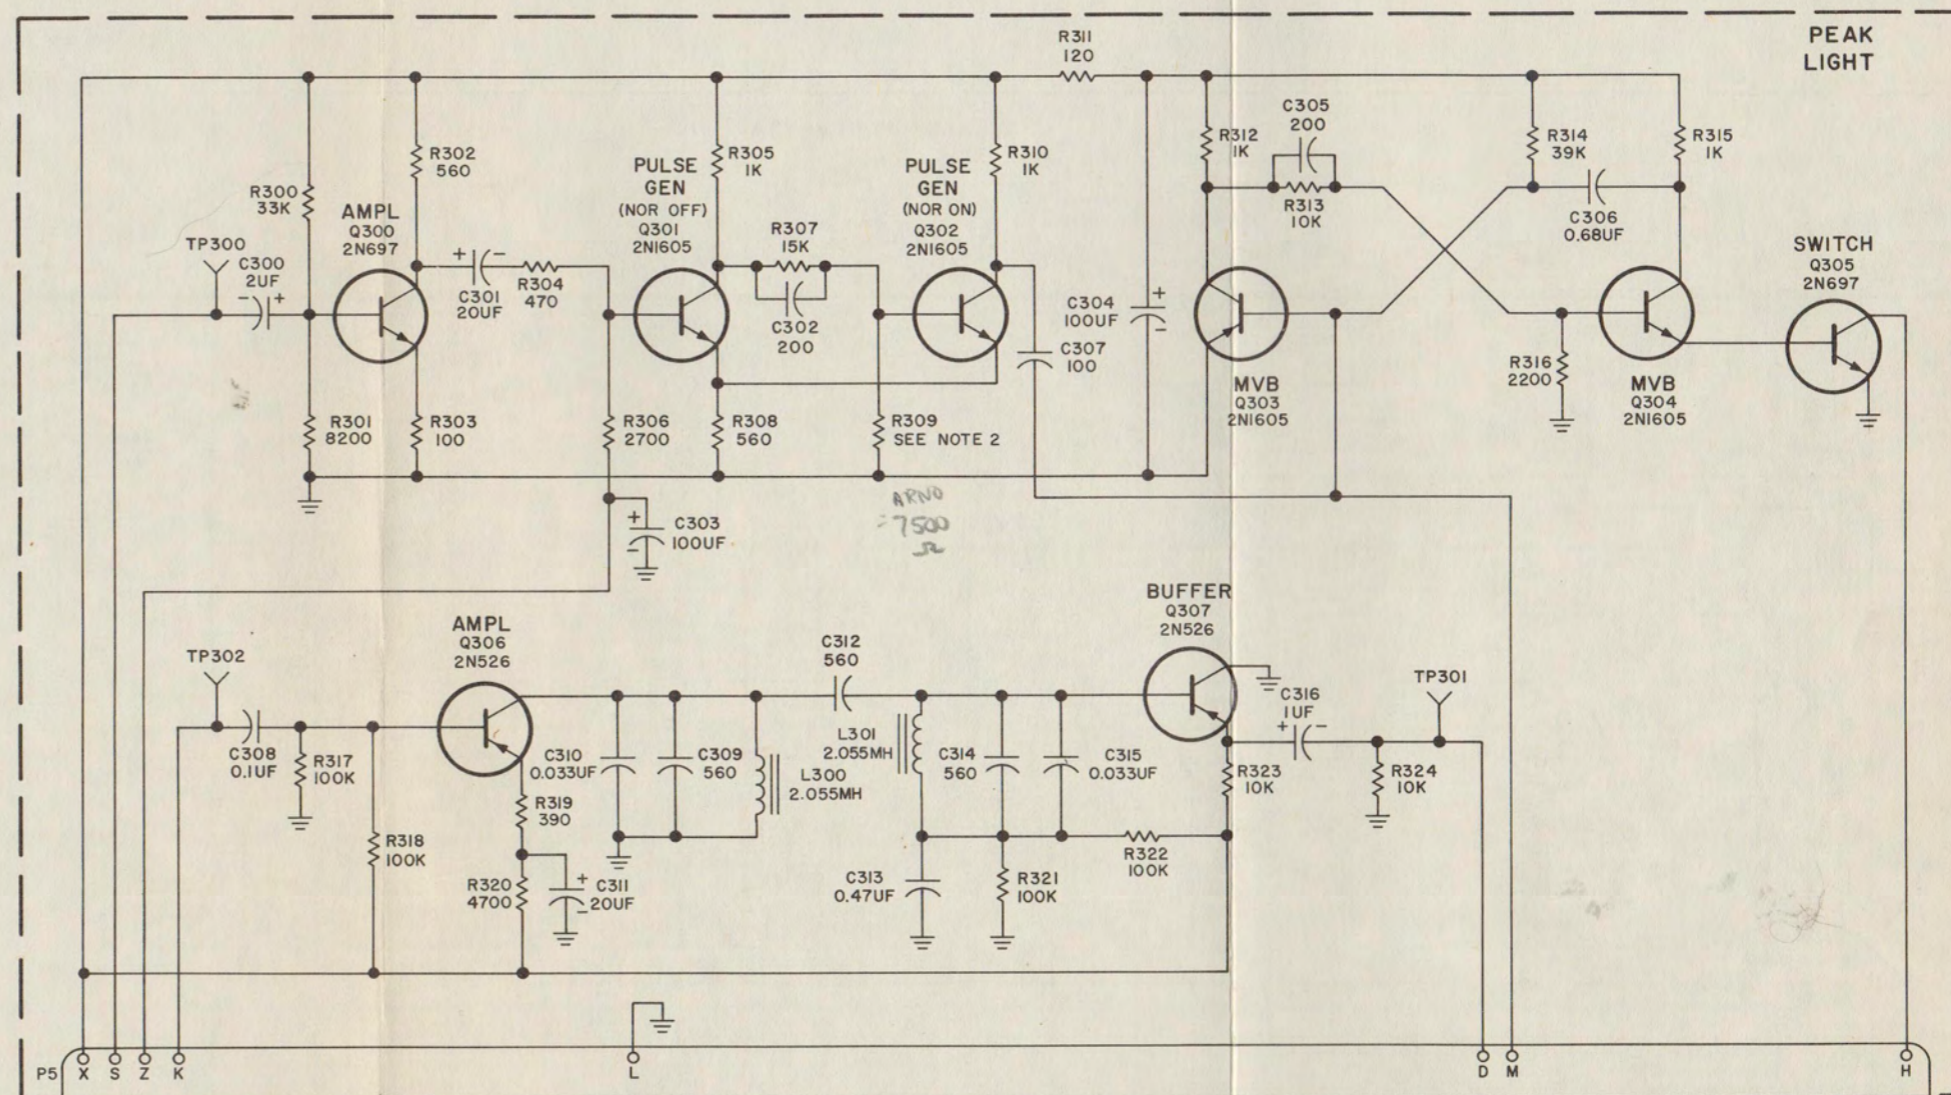 PEAK
LIGHT
R311
120
R300
33K
R302
560
AMPL
Q300
2N697
TP300
C300
2UF
-
+
+
-
C301
20UF
R304
470
PULSE
GEN
(NOR OFF)
Q301
2N1605
R305
1K
R307
15K
C302
200
PULSE
GEN
(NOR ON)
Q302
2N1605
R310
1K
C304
100UF
+
-
C307
100
R312
1K
C305
200
R313
10K
R314
39K
R315
1K
C306
0.68UF
SWITCH
Q305
2N697
R316
2200
MVB
Q303
2N1605
MVB
Q304
2N1605
R301
8200
R303
100
R306
2700
R308
560
R309
SEE NOTE 2
ARNO
=7500
Ω
+
-
C303
100UF
AMPL
Q306
2N526
TP302
C308
0.1UF
R317
100K
R318
100K
R319
390
R320
4700
+
-
C311
20UF
C310
0.033UF
C309
560
L300
2.055MH
C312
560
L301
2.055MH
C314
560
C315
0.033UF
BUFFER
Q307
2N526
C316
1UF
+
-
TP301
R323
10K
R324
10K
R322
100K
C313
0.47UF
R321
100K
P5
X
S
Z
K
L
D
M
H